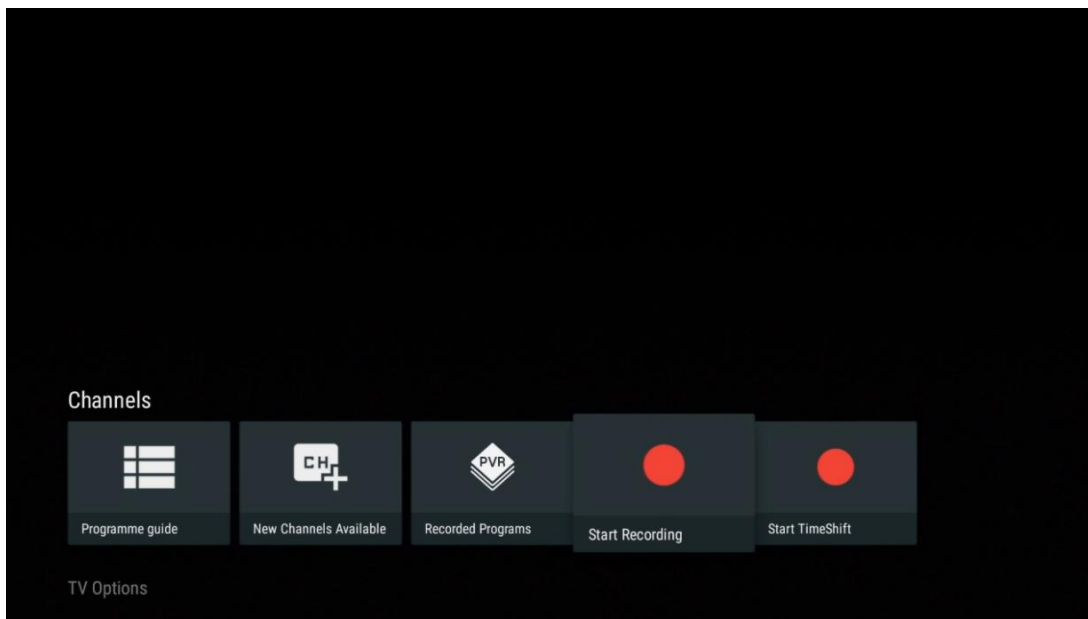 Channels
CH
PVR
Programme guide
New Channels Available
Recorded Programs
Start Recording
Start TimeShift
TV Options